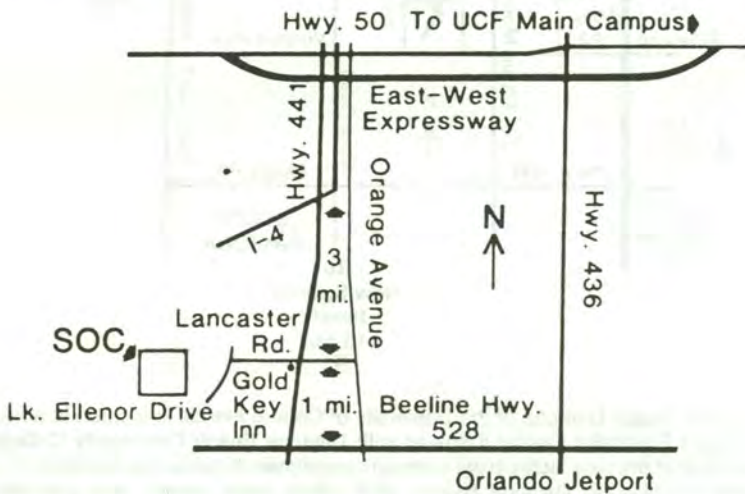 Hwy. 50 To UCF Main Campus
East-West
Expressway
Hwy. 441
Orange Avenue
Hwy. 436
N
I-4
3
mi.
Lancaster
Rd.
SOC
Lk. Ellenor Drive
Gold
Key
Inn
1 mi.
Beeline Hwy.
528
Orlando Jetport